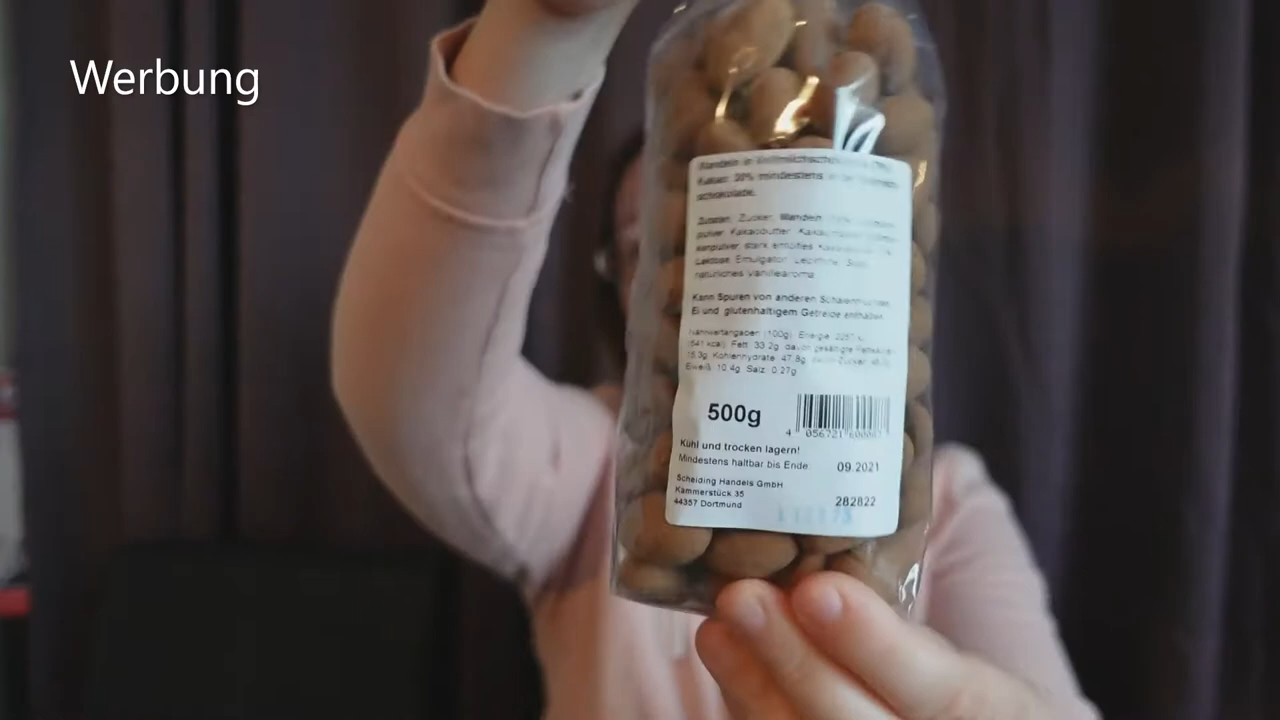 Werbung
Mandeln in Vollmilchschok
Kakao: 30% mindestens in der
schokolade.
Zutaten: Zucker, Mandeln
pulver Kakaobutter
stark entöltes
Laktose, Emulgator: Lecithine,
natürliches Vanillearoma
Kann Spuren von anderen Schalenfrüchten,
Ei und glutenhaltigem Getreide enthalten
Nährwertangaben (100g) Energie
(541 kcal) Fett 33.2g davon gesättigte
15.3g Kohlenhydrate 47.8g davon Zucker
Eiweiß 10.4g Salz 0.27g
500g
4 056721
Kühl und trocken lagern!
Mindestens haltbar bis Ende 09.2021
Scheiding Handels GmbH
Kammerstück 35
44357 Dortmund 282822